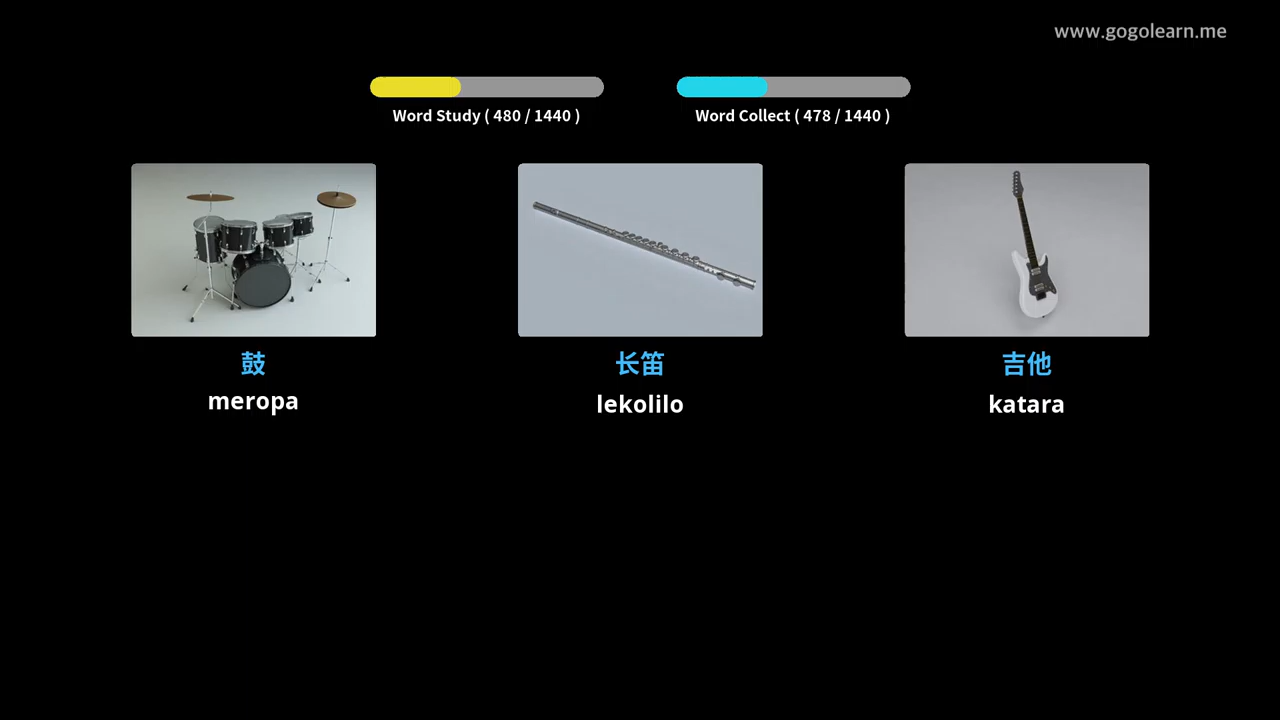 www.gogolearn.me
Word Study ( 480 / 1440 )
Word Collect ( 478 / 1440 )
鼓
长笛
吉他
meropa
lekolilo
katara